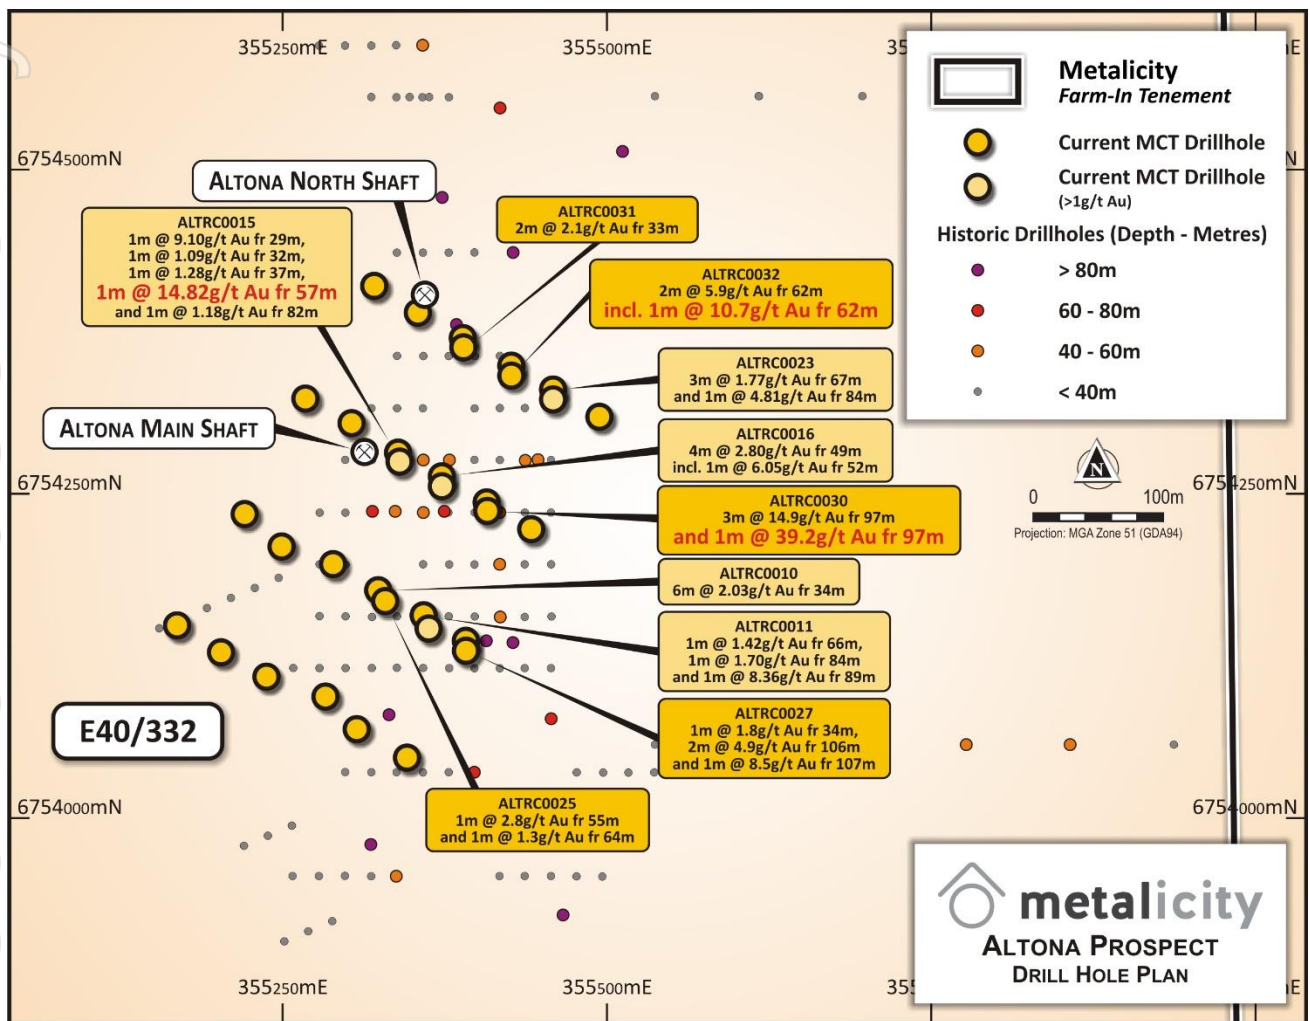 355250mE
355500mE
mE
Metalicity
Farm-In Tenement
Current MCT Drillhole
Current MCT Drillhole
(>1g/t Au)
Historic Drillholes (Depth - Metres)
> 80m
60 - 80m
40 - 60m
< 40m
6754500mN
ALTONA NORTH SHAFT
ALTRC0015
1m @ 9.10g/t Au fr 29m,
1m @ 1.09g/t Au fr 32m,
1m @ 1.28g/t Au fr 37m,
1m @ 14.82g/t Au fr 57m
and 1m @ 1.18g/t Au fr 82m
ALTRC0031
2m @ 2.1g/t Au fr 33m
ALTRC0032
2m @ 5.9g/t Au fr 62m
incl. 1m @ 10.7g/t Au fr 62m
ALTRC0023
3m @ 1.77g/t Au fr 67m
and 1m @ 4.81g/t Au fr 84m
ALTONA MAIN SHAFT
ALTRC0016
4m @ 2.80g/t Au fr 49m
incl. 1m @ 6.05g/t Au fr 52m
N
0 100m
Projection: MGA Zone 51 (GDA94)
6754250mN
6754250mN
ALTRC0030
3m @ 14.9g/t Au fr 97m
and 1m @ 39.2g/t Au fr 97m
ALTRC0010
6m @ 2.03g/t Au fr 34m
ALTRC0011
1m @ 1.42g/t Au fr 66m,
1m @ 1.70g/t Au fr 84m
and 1m @ 8.36g/t Au fr 89m
E40/332
ALTRC0027
1m @ 1.8g/t Au fr 34m,
2m @ 4.9g/t Au fr 106m
and 1m @ 8.5g/t Au fr 107m
ALTRC0025
1m @ 2.8g/t Au fr 55m
and 1m @ 1.3g/t Au fr 64m
6754000mN
6754000mN
metalicity
ALTONA PROSPECT
DRILL HOLE PLAN
355250mE
355500mE
mE